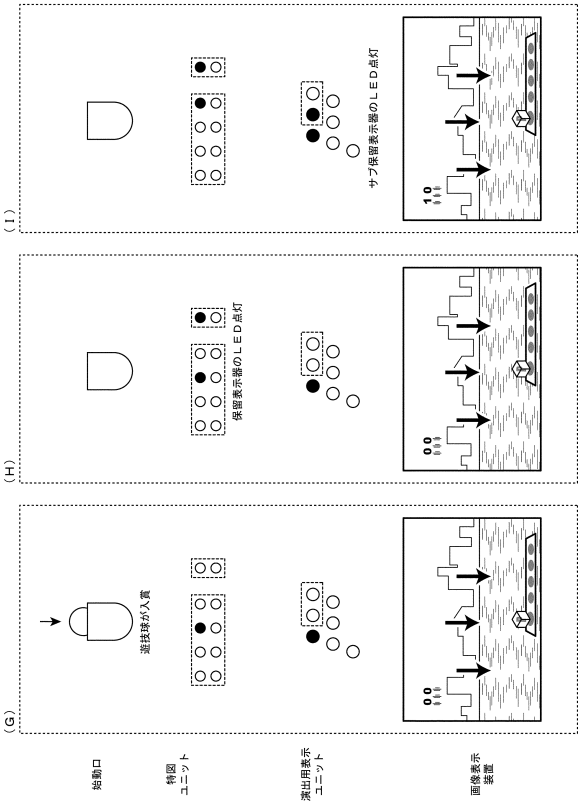 (G)
(H)
(I)
始動口
遊技球が入賞
特図
ユニット
保留表示器のLED点灯
演出用表示
ユニット
サブ保留表示器のLED点灯
画像表示
装置
00
00
10